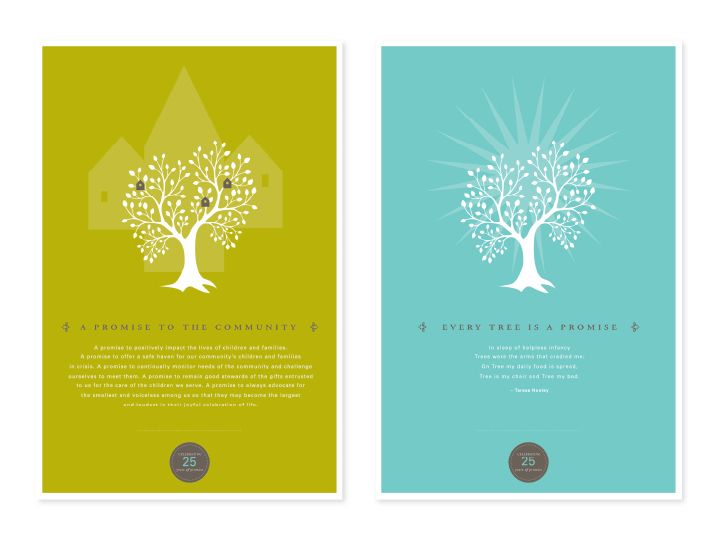 A PROMISE TO THE COMMUNITY
A promise to positively impact the lives of children and families.
A promise to offer a safe haven for our community's children and families
in crisis. A promise to continually monitor needs of the community and challenge
ourselves to meet them. A promise to remain good stewards of the gifts entrusted
to us for the care of the children we serve. A promise to always advocate for
the smallest and voiceless among us so that they may become the largest
and loudest in their joyful celebration of life.
CELEBRATING
25
years of promise
EVERY TREE IS A PROMISE
In sleep of helpless infancy
Trees were the arms that cradled me;
On Tree my daily food is spread,
Tree is my chair and Tree my bed.
– Teresa Hooley
CELEBRATING
25
years of promise